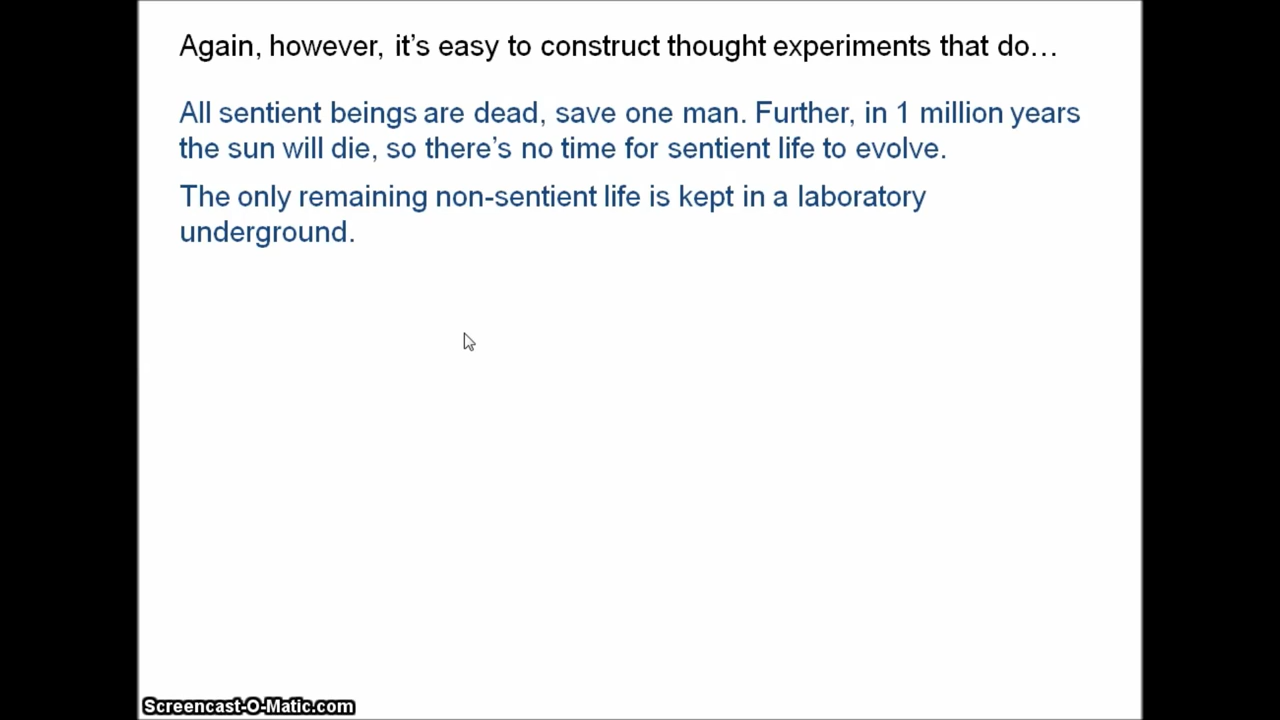 Again, however, it's easy to construct thought experiments that do…
All sentient beings are dead, save one man. Further, in 1 million years
the sun will die, so there's no time for sentient life to evolve.
The only remaining non-sentient life is kept in a laboratory
underground.
Screencast-O-Matic.com